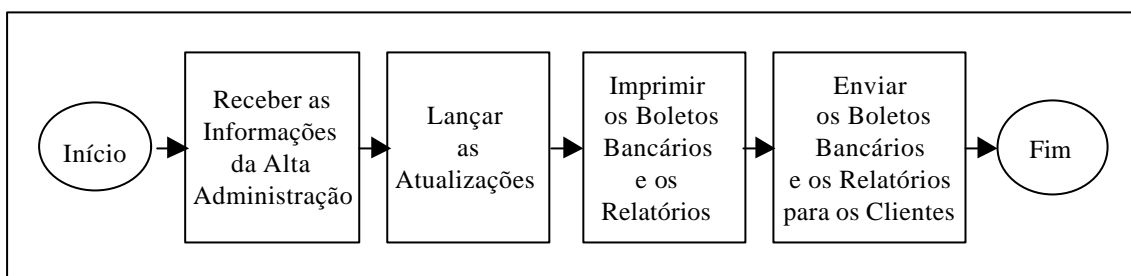 Início
Receber as
Informações
da Alta
Administração
Lançar
as
Atualizações
Imprimir
os Boletos
Bancários
e os
Relatórios
Enviar
os Boletos
Bancários
e os Relatórios
para os Clientes
Fim